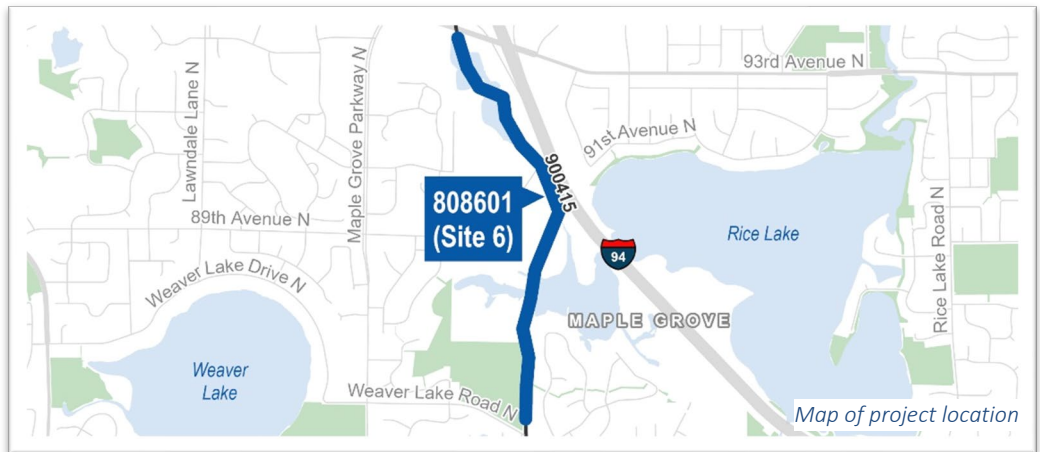 93rd Avenue N
91st Avenue N
Lawndale Lane N
Maple Grove Parkway N
900415
808601
(Site 6)
89th Avenue N
Rice Lake
94
Rice Lake Road N
Weaver Lake Drive N
MAPLE GROVE
Weaver
Lake
Weaver Lake Road N
Map of project location